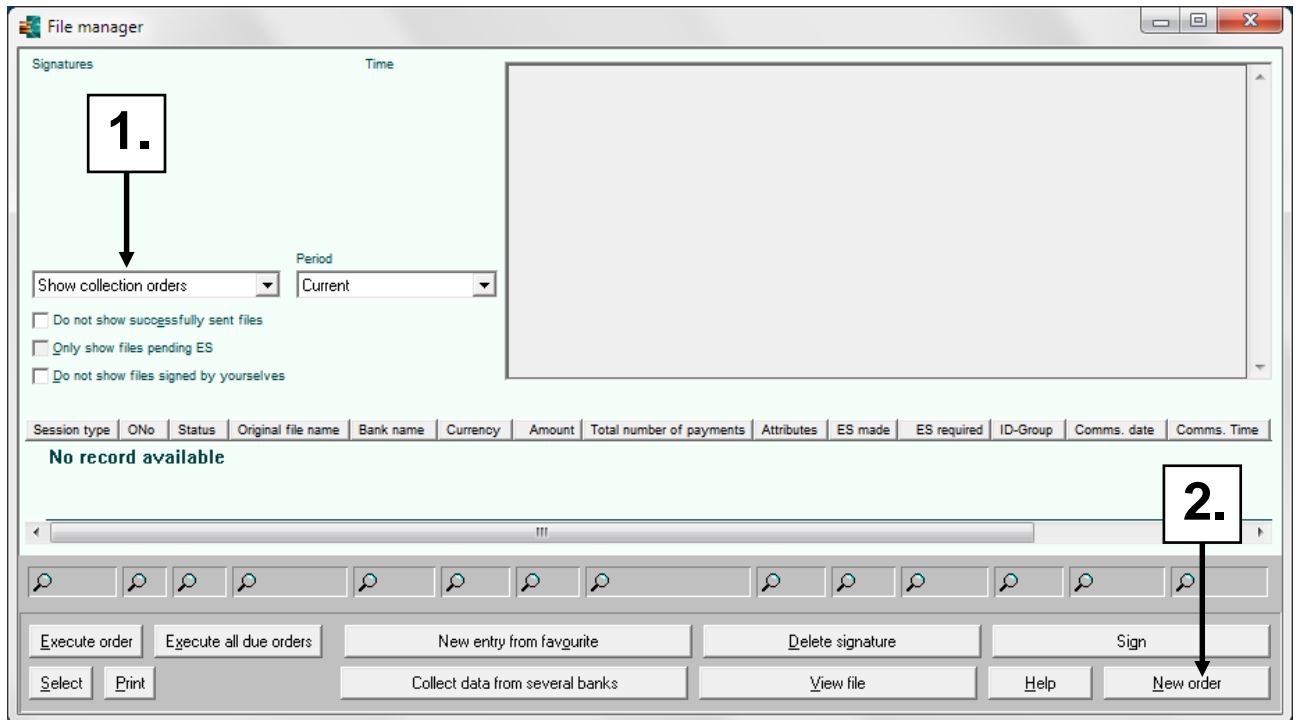 File manager
Signatures Time
1.
Period
Show collection orders Current
Do not show successfully sent files
Only show files pending ES
Do not show files signed by yourselves
Session type ONo Status Original file name Bank name Currency Amount Total number of payments Attributes ES made ES required ID-Group Comms. date Comms. Time
No record available
2.
Execute order Execute all due orders New entry from favourite Delete signature Sign
Select Print Collect data from several banks View file Help New order